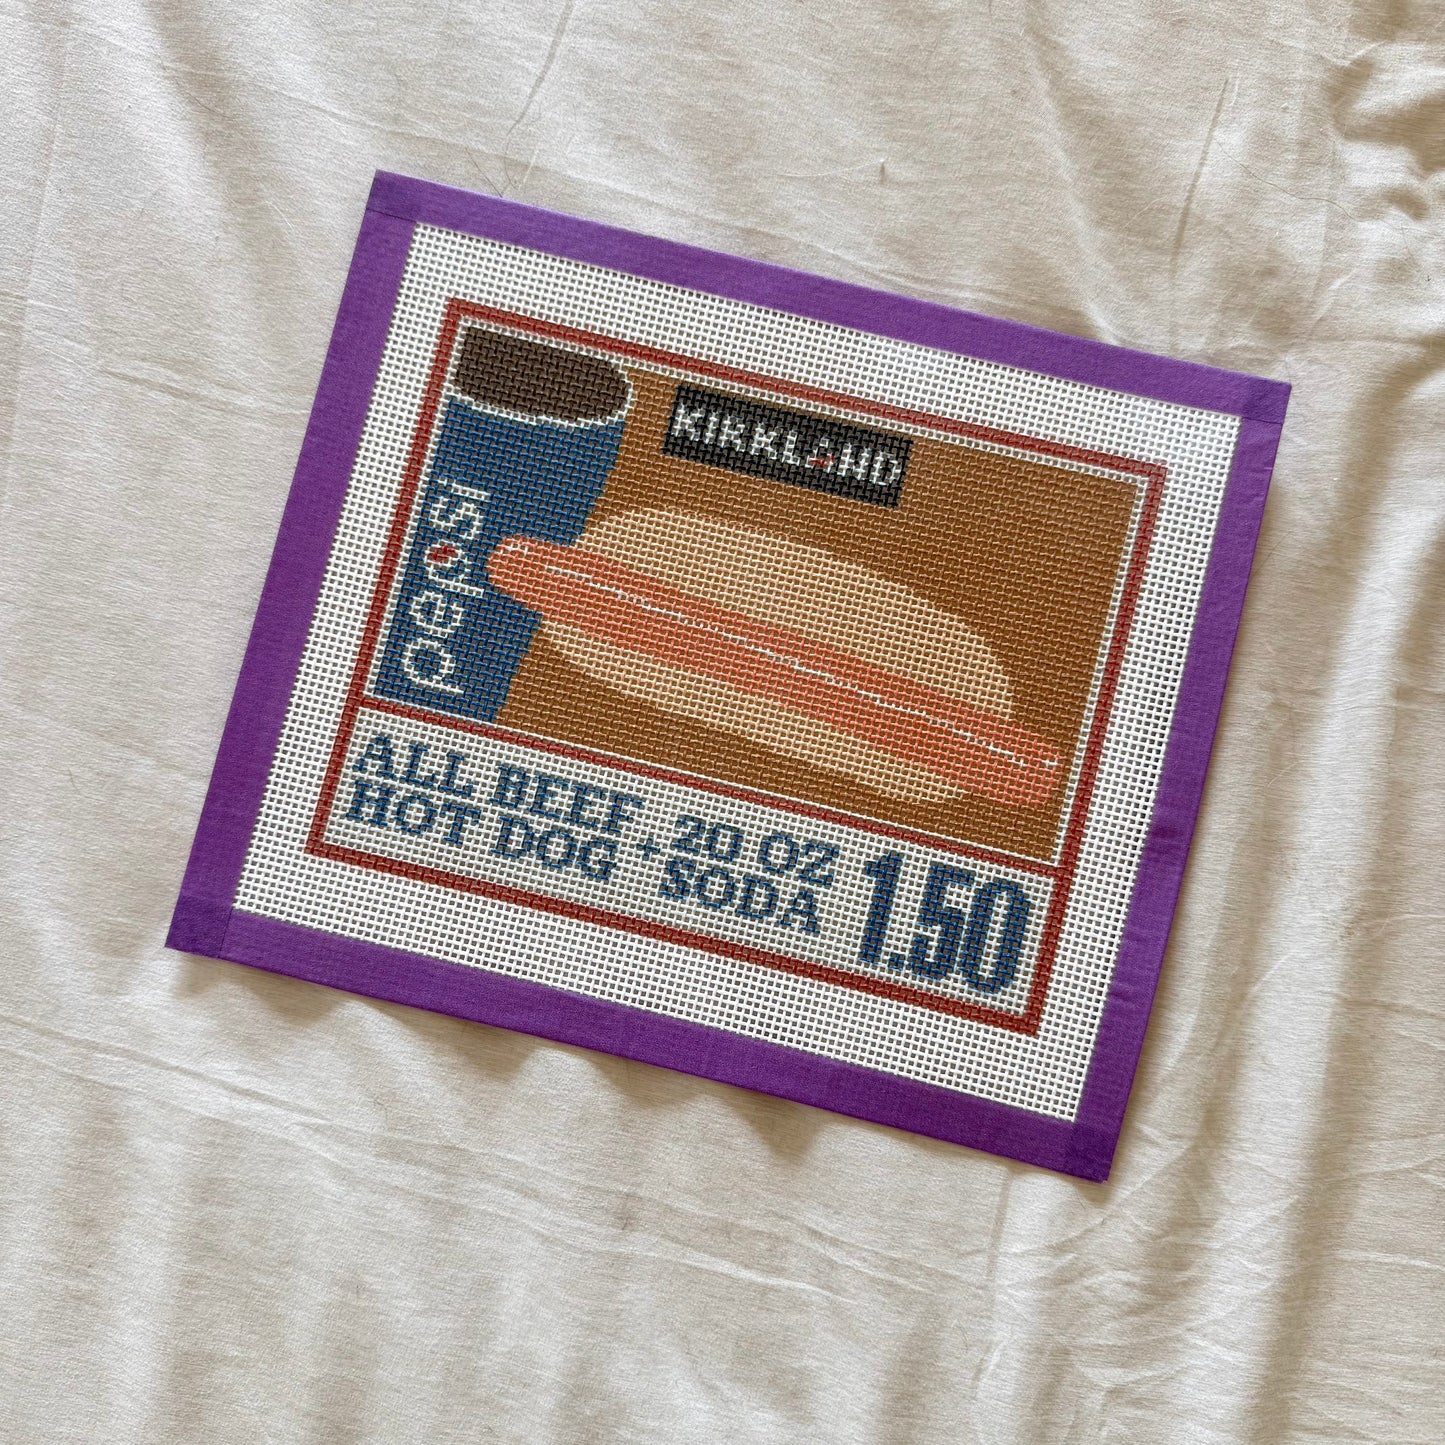 KIRKLAND
pepsi
ALL BEEF
HOT DOG
+
20 OZ
SODA
1.50